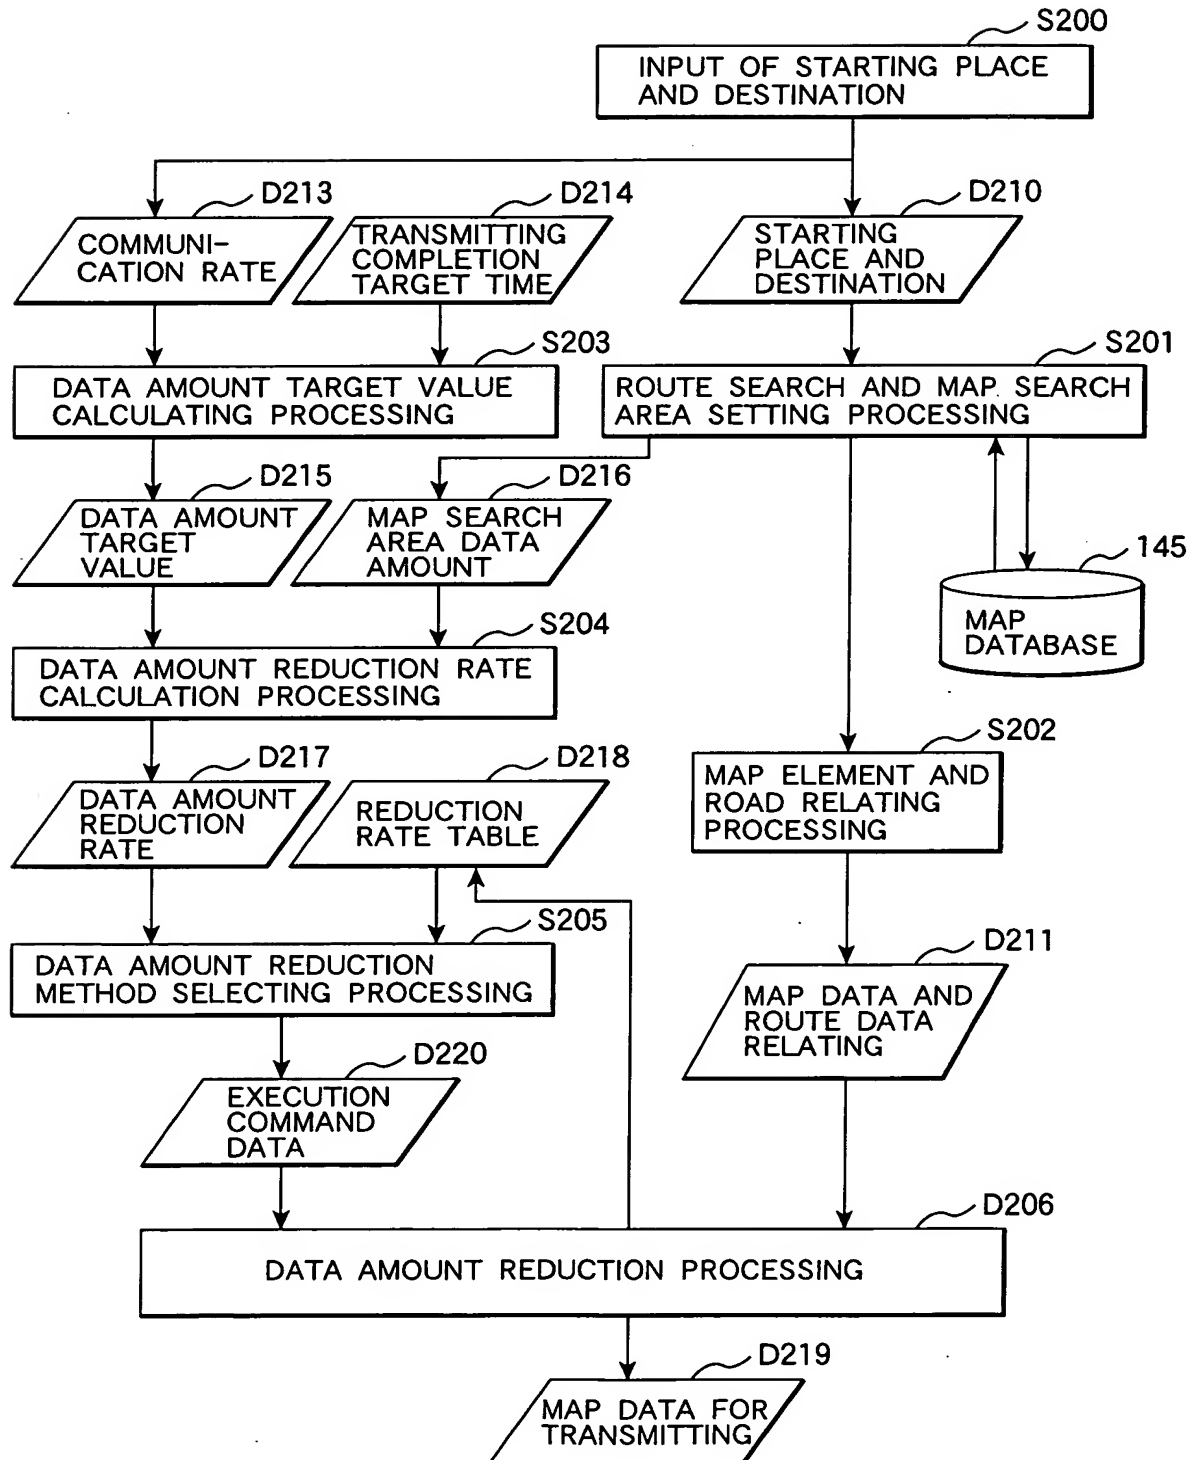 S200
INPUT OF STARTING PLACE
AND DESTINATION
D213
COMMUNI-
CATION RATE
D214
TRANSMITTING
COMPLETION
TARGET TIME
D210
STARTING
PLACE AND
DESTINATION
S203
DATA AMOUNT TARGET VALUE
CALCULATING PROCESSING
S201
ROUTE SEARCH AND MAP SEARCH
AREA SETTING PROCESSING
D215
DATA AMOUNT
TARGET
VALUE
D216
MAP SEARCH
AREA DATA
AMOUNT
145
MAP
DATABASE
S204
DATA AMOUNT REDUCTION RATE
CALCULATION PROCESSING
D217
DATA AMOUNT
REDUCTION
RATE
D218
REDUCTION
RATE TABLE
S202
MAP ELEMENT AND
ROAD RELATING
PROCESSING
S205
DATA AMOUNT REDUCTION
METHOD SELECTING PROCESSING
D211
MAP DATA AND
ROUTE DATA
RELATING
D220
EXECUTION
COMMAND
DATA
D206
DATA AMOUNT REDUCTION PROCESSING
D219
MAP DATA FOR
TRANSMITTING